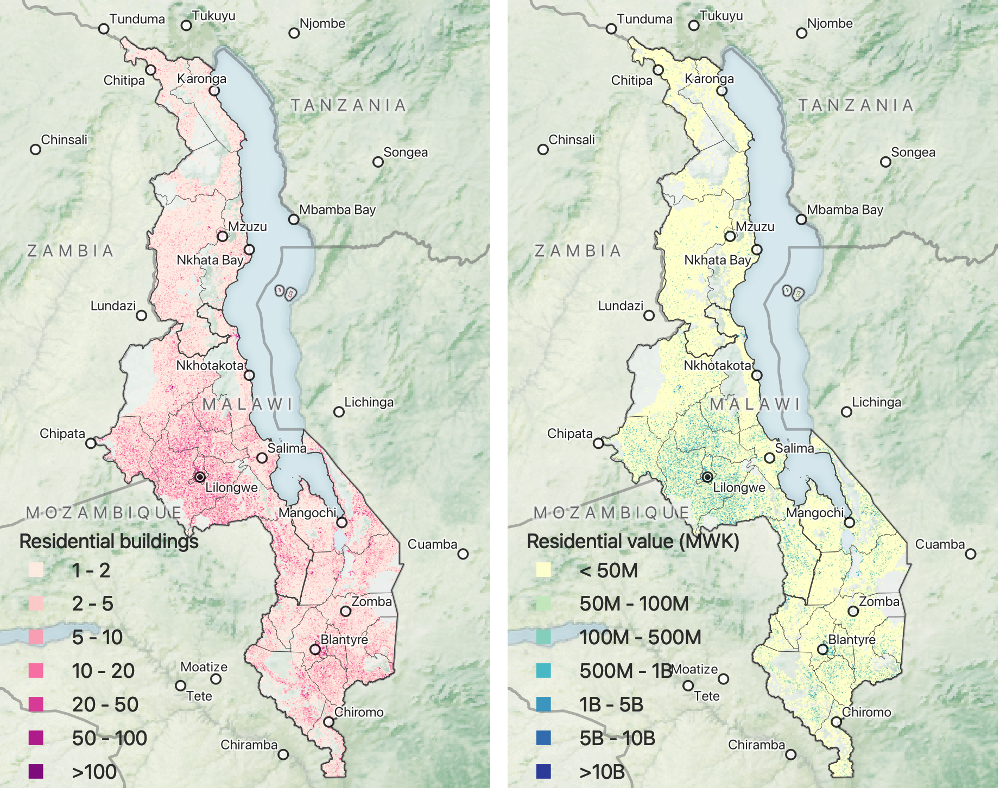 Tunduma
Tukuyu
Njombe
Chitipa
Karonga
TANZANIA
Chinsali
Songea
Mbamba Bay
Mzuzu
ZAMBIA
Nkhata Bay
Lundazi
Nkhotakota
MALAWI
Lichinga
Chipata
Salima
Lilongwe
MOZAMBIQUE
Mangochi
Cuamba
Zomba
Blantyre
Moatize
Tete
Chiromo
Chiramba
Residential buildings
1 - 2
2 - 5
5 - 10
10 - 20
20 - 50
50 - 100
>100
Tunduma
Tukuyu
Njombe
Chitipa
Karonga
TANZANIA
Chinsali
Songea
Mbamba Bay
Mzuzu
ZAMBIA
Nkhata Bay
Lundazi
Nkhotakota
MALAWI
Lichinga
Chipata
Salima
Lilongwe
MOZAMBIQUE
Mangochi
Cuamba
Zomba
Blantyre
Moatize
Tete
Chiromo
Chiramba
Residential value (MWK)
< 50M
50M - 100M
100M - 500M
500M - 1B
1B - 5B
5B - 10B
>10B